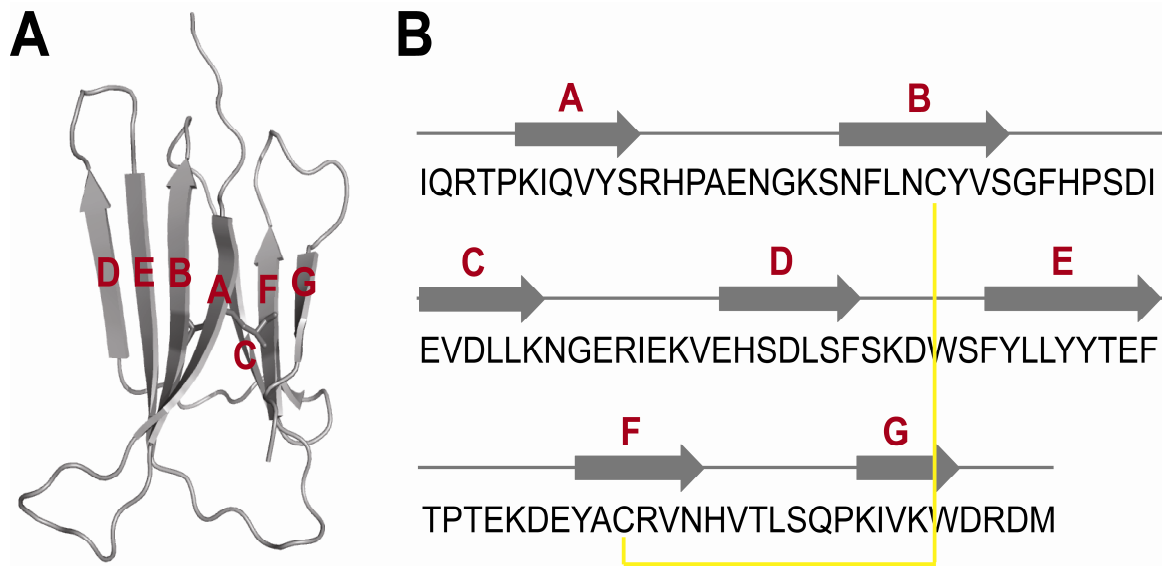 A B
D E B A F G
C
A B
IQRTPKIQVYSRHPAENGKSNFLNCYVSGFHPSDI
C D E
EVDLLKNGERIEKVEHSDLSFSKDWSFYLLYYTEF
F G
TPTEKDEYACRVNHVTLSQPKIVKWDRDM